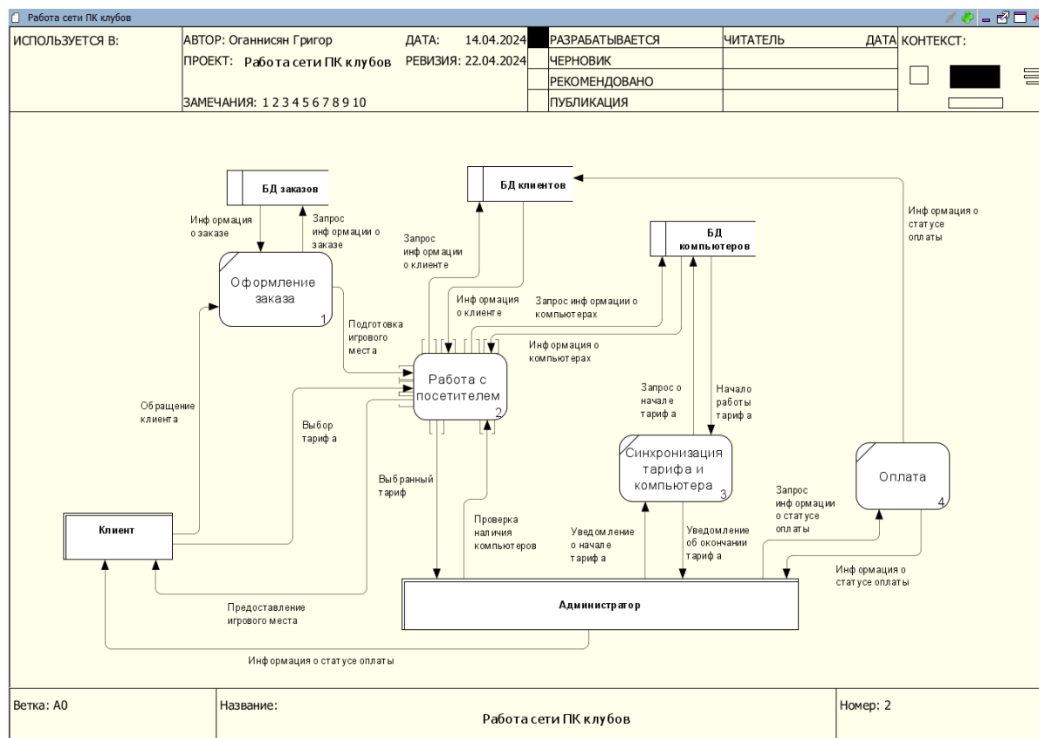 Работа сети ПК клубов
ИСПОЛЬЗУЕТСЯ В:
АВТОР: Оганнисян Григор
ДАТА: 14.04.2024
ПРОЕКТ: Работа сети ПК клубов
РЕВИЗИЯ: 22.04.2024
ЗАМЕЧАНИЯ: 1 2 3 4 5 6 7 8 9 10
РАЗРАБАТЫВАЕТСЯ
ЧЕРНОВИК
РЕКОМЕНДОВАНО
ПУБЛИКАЦИЯ
ЧИТАТЕЛЬ
ДАТА
КОНТЕКСТ:
БД заказов
БД клиентов
БД
компьютеров
Информация
о заказе
Запрос
информации о
заказе
Запрос
информации
о клиенте
Информация
о клиенте
Информация о
статусе
оплаты
Оформление
заказа
1
Запрос информации о
компьютерах
Информация о
компьютерах
Подготовка
игрового
места
Работа с
посетителем
2
Обращение
клиента
Выбор
тарифа
Запрос о
начале
тарифа
Начало
работы
тарифа
Синхронизация
тарифа и
компьютера
3
Оплата
4
Выбранный
тариф
Запрос
информации
о статусе
оплаты
Клиент
Проверка
наличия
компьютеров
Уведомление
о начале
тарифа
Уведомление
об окончании
тарифа
Информация о
статусе оплаты
Предоставление
игрового места
Администратор
Информация о статусе оплаты
Ветка: A0
Название:
Работа сети ПК клубов
Номер: 2